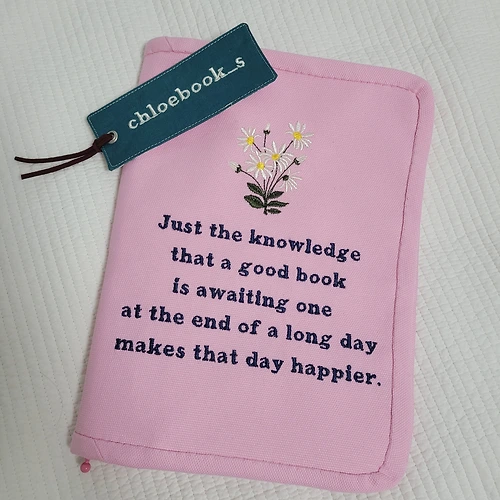 chloebook_s
Just the knowledge
that a good book
is awaiting one
at the end of a long day
makes that day happier.